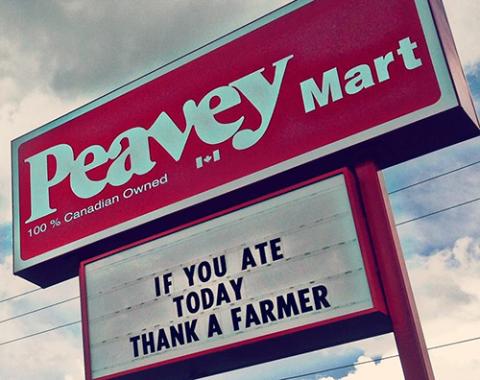 Peavey Mart
100 % Canadian Owned
IF YOU ATE
TODAY
THANK A FARMER